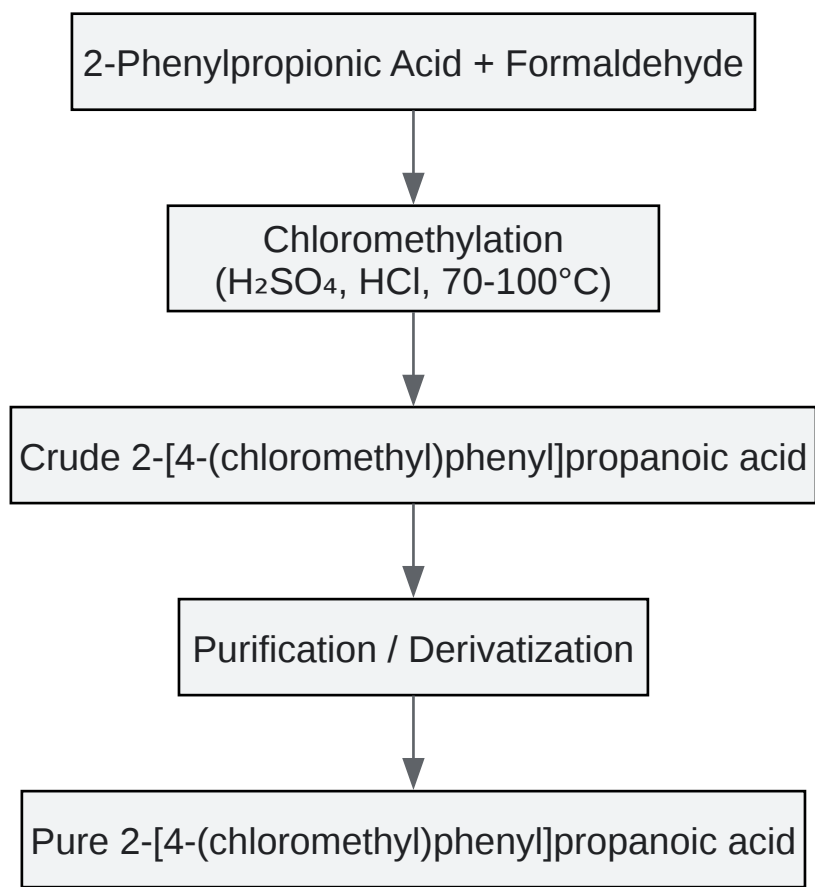 2-Phenylpropionic Acid + Formaldehyde
Chloromethylation
(H₂SO₄, HCl, 70-100°C)
Crude 2-[4-(chloromethyl)phenyl]propanoic acid
Purification / Derivatization
Pure 2-[4-(chloromethyl)phenyl]propanoic acid